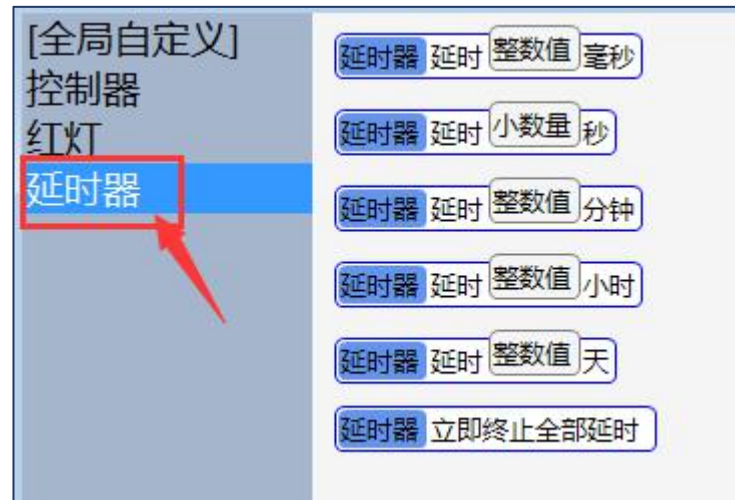 [全局自定义]
控制器
红灯
延时器
延时器 延时 整数值 毫秒
延时器 延时 小数量 秒
延时器 延时 整数值 分钟
延时器 延时 整数值 小时
延时器 延时 整数值 天
延时器 立即终止全部延时